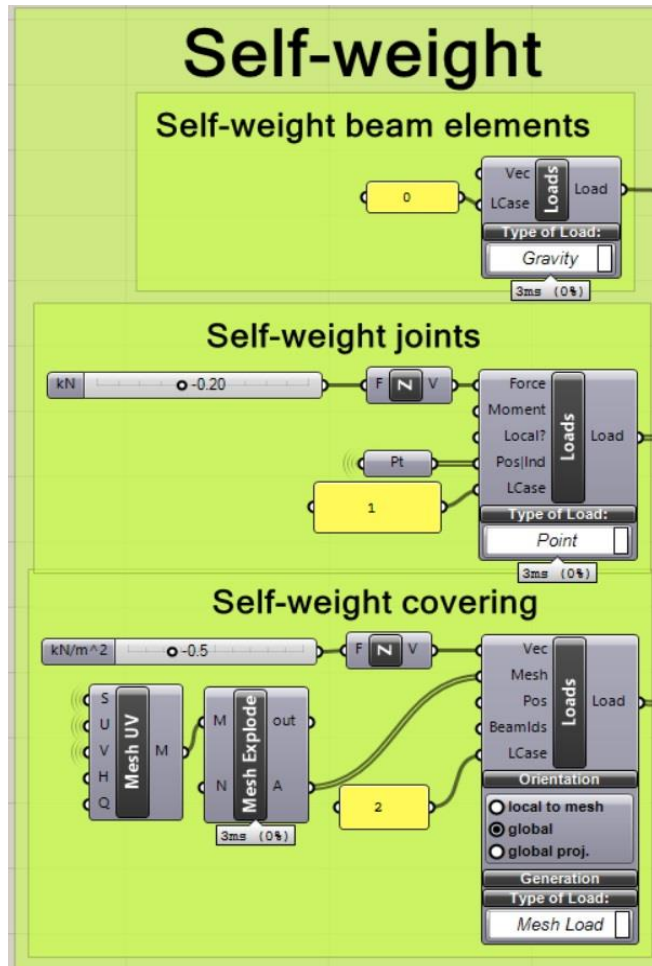 Self-weight
Self-weight beam elements
Vec
LCase
Loads
Load
0
Type of Load:
Gravity
3ms (0%)
Self-weight joints
kN
-0.20
F Z V
Force
Moment
Local?
Pos|Ind
LCase
Loads
Load
Pt
1
Type of Load:
Point
3ms (0%)
Self-weight covering
kN/m^2
-0.5
F Z V
Vec
Mesh
Pos
BeamIds
LCase
Loads
Load
S
U
V
H
Q
Mesh UV
M
M
N
Mesh Explode
out
A
3ms (0%)
2
Orientation
local to mesh
global
global proj.
Generation
Type of Load:
Mesh Load